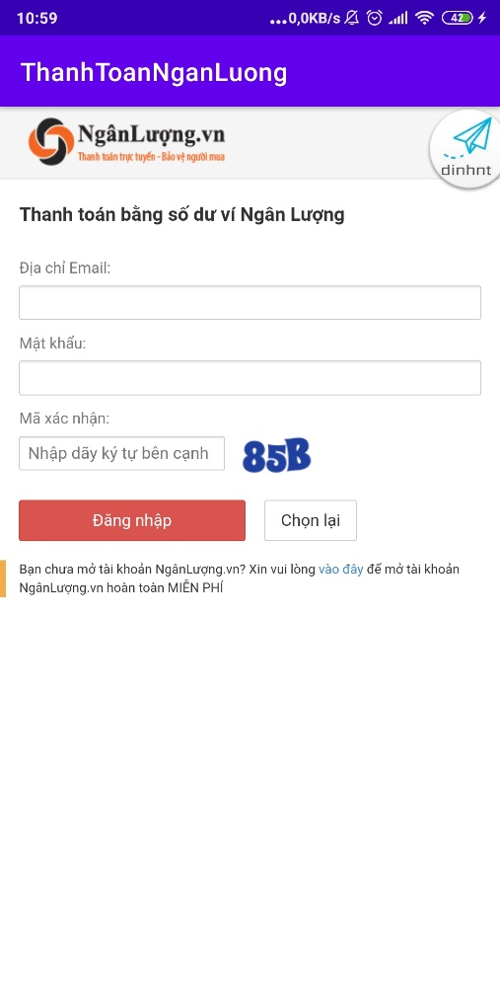 10:59
...0,0KB/s
42
ThanhToanNganLuong
NgânLượng.vn
Thanh toán trực tuyến - Bảo vệ người mua
dinhnt
Thanh toán bằng số dư ví Ngân Lượng
Địa chỉ Email:
Mật khẩu:
Mã xác nhận:
Nhập dãy ký tự bên cạnh
85B
Đăng nhập
Chọn lại
Bạn chưa mở tài khoản NgânLượng.vn? Xin vui lòng vào đây để mở tài khoản
NgânLượng.vn hoàn toàn MIỄN PHÍ